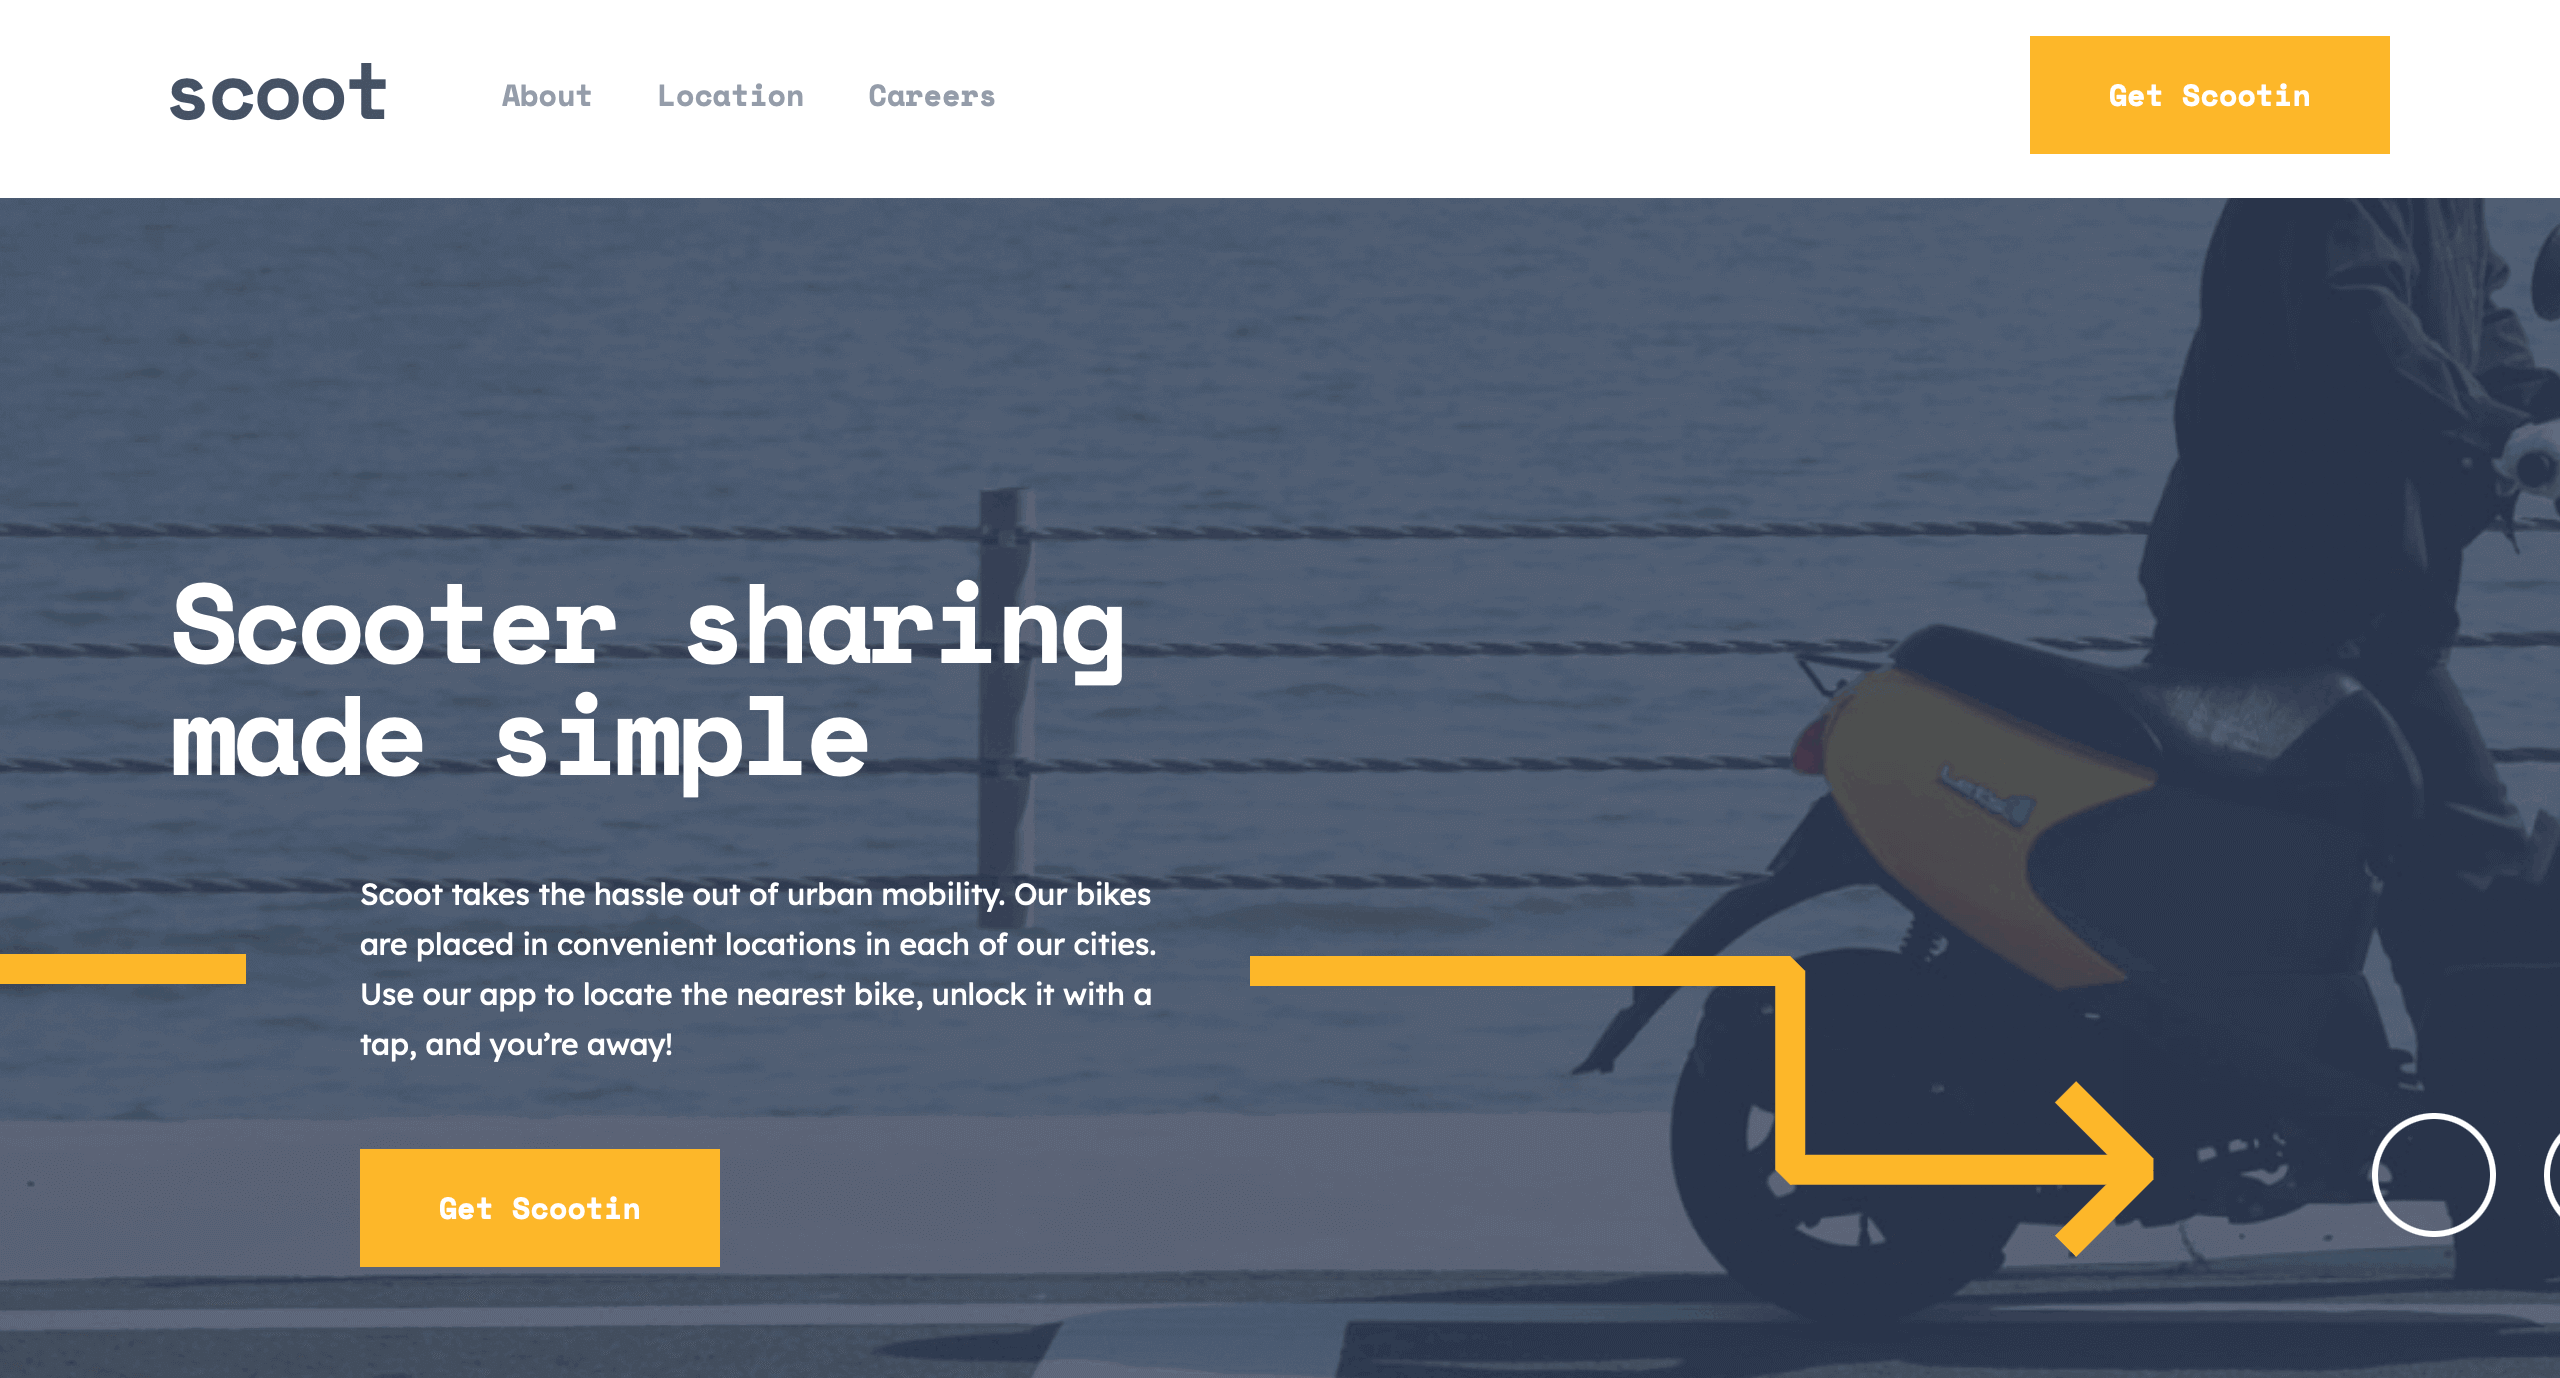 scoot
About
Location
Careers
Get Scootin
Scooter sharing
made simple
Scoot takes the hassle out of urban mobility. Our bikes
are placed in convenient locations in each of our cities.
Use our app to locate the nearest bike, unlock it with a
tap, and you’re away!
Get Scootin